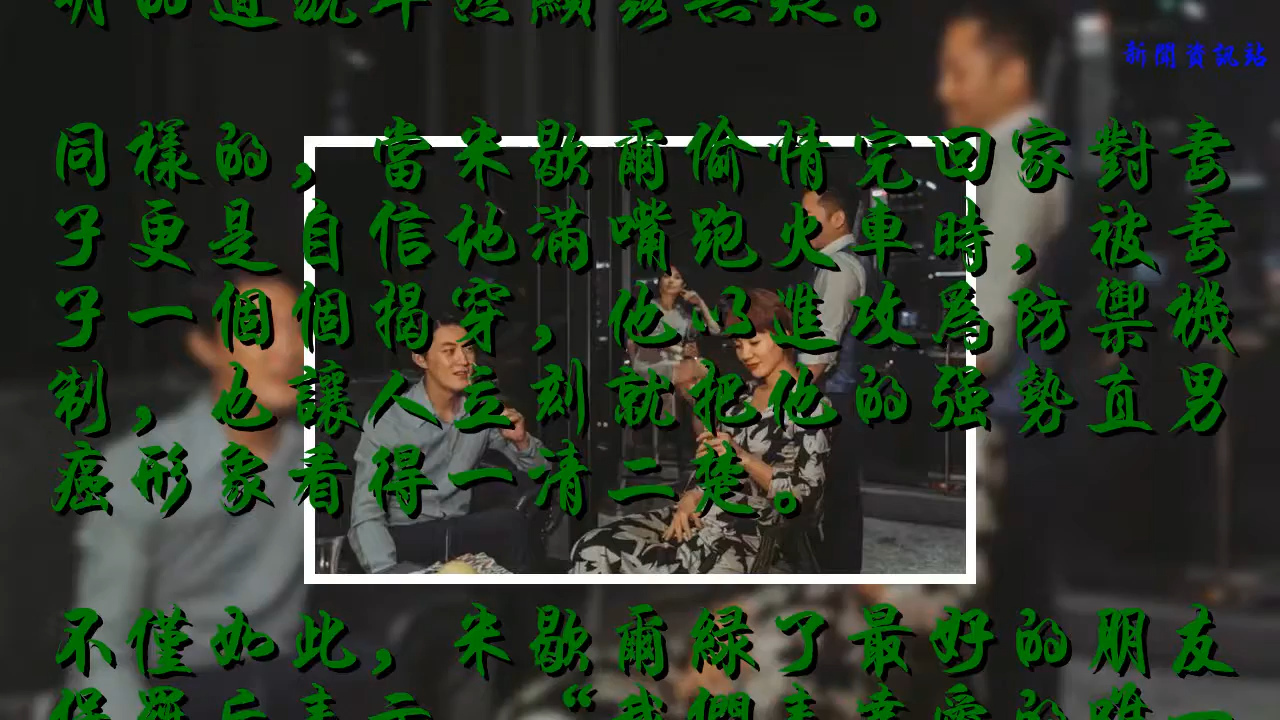 新聞資訊站
同樣的，當米歇爾偷情完回家對妻
子更是自信地滿嘴跑火車時，被妻
子一個個揭穿，他以進攻爲防禦機
制，也讓人立刻就把他的强勢直男
癌形象看得一清二楚。
不僅如此，米歇爾緑了最好的朋友